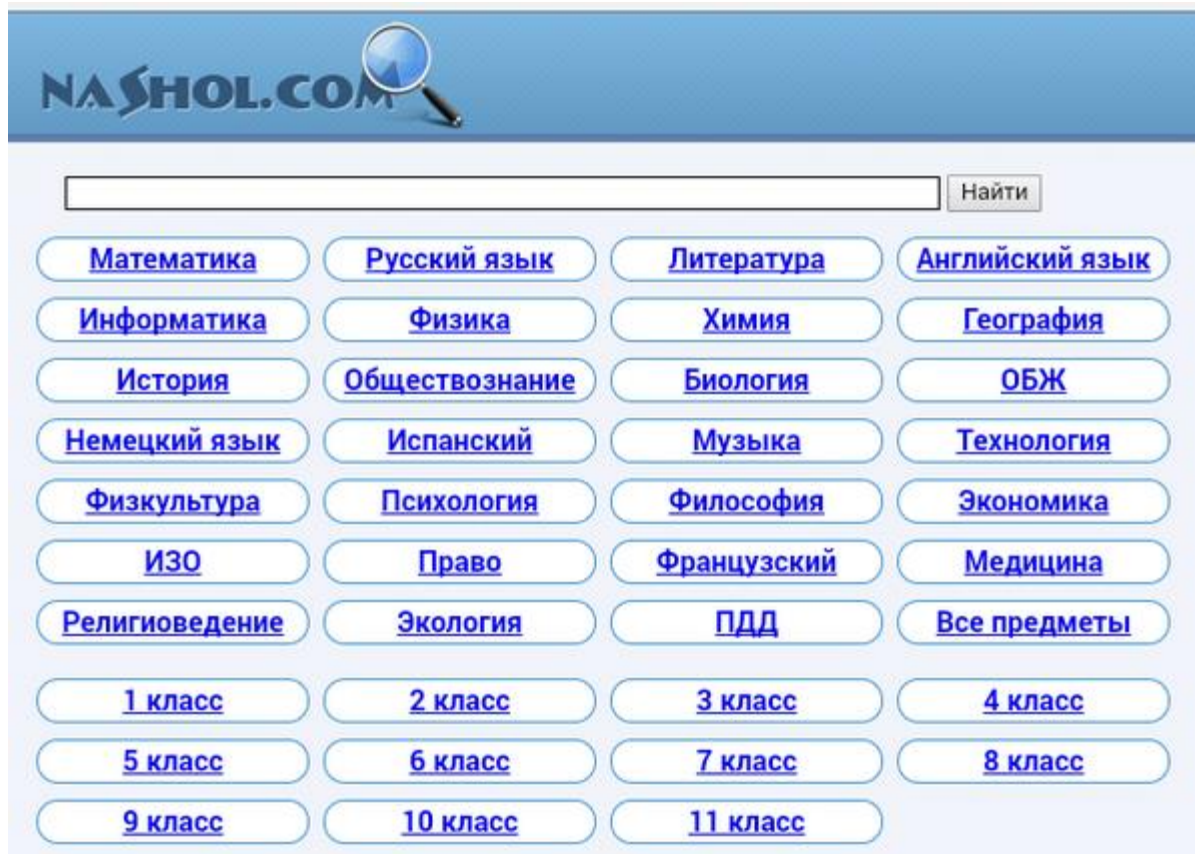 NASHOL.COM
Найти
Математика Русский язык Литература Английский язык
Информатика Физика Химия География
История Обществознание Биология ОБЖ
Немецкий язык Испанский Музыка Технология
Физкультура Психология Философия Экономика
ИЗО Право Французский Медицина
Религиоведение Экология ПДД Все предметы
1 класс 2 класс 3 класс 4 класс
5 класс 6 класс 7 класс 8 класс
9 класс 10 класс 11 класс